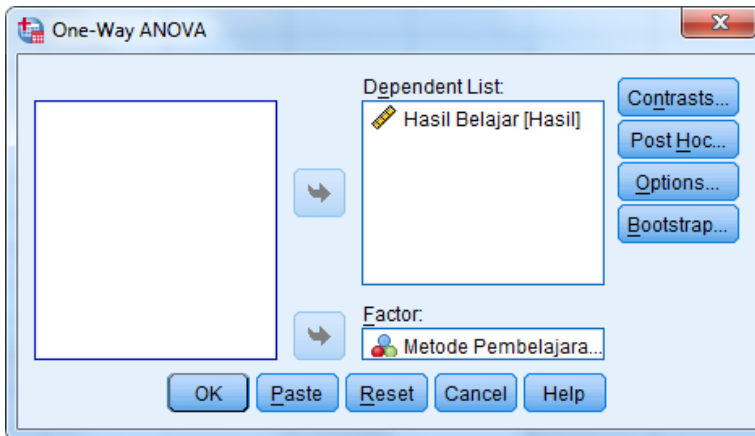 One-Way ANOVA
Dependent List:
Hasil Belajar [Hasil]
Contrasts...
Post Hoc...
Options...
Bootstrap...
Factor:
Metode Pembelajara...
OK
Paste
Reset
Cancel
Help